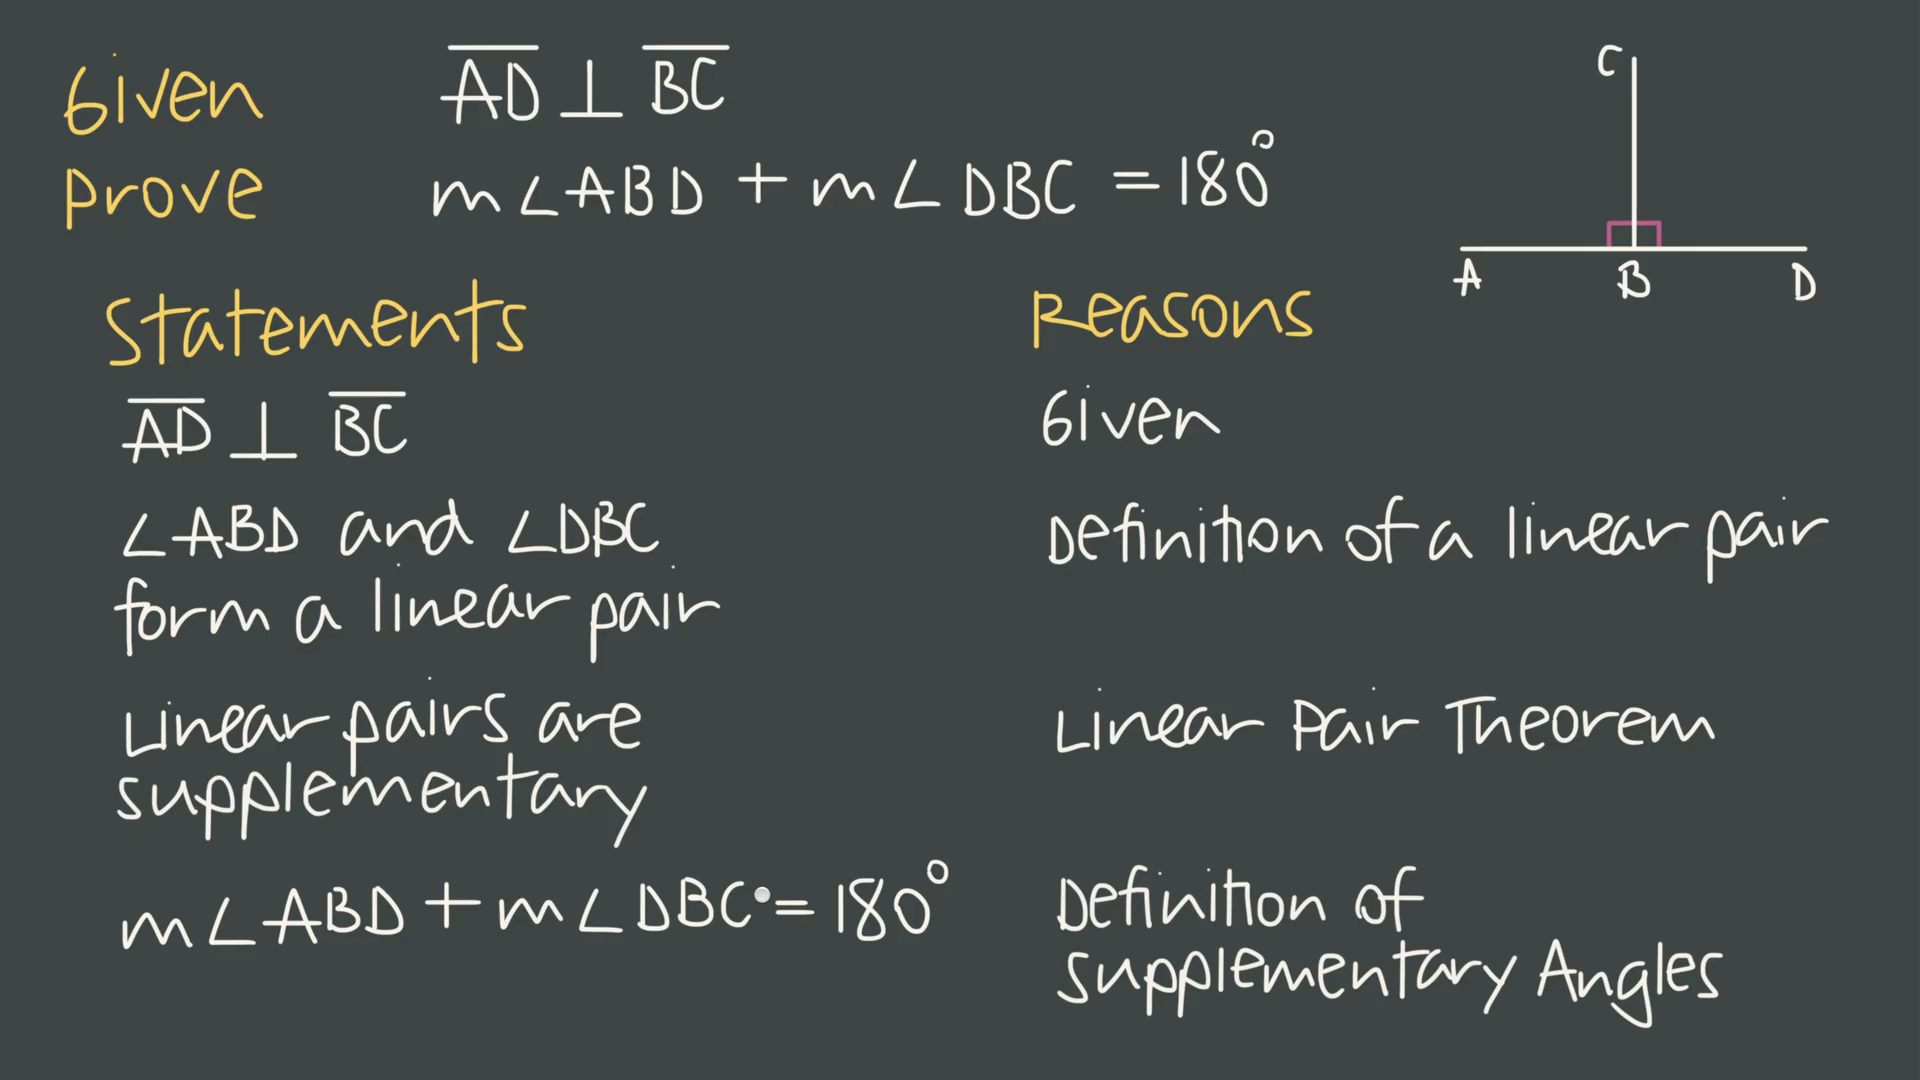 Given AD ⊥ BC
Prove m∠ABD + m∠DBC = 180°
C
A B D
Statements Reasons
AD ⊥ BC Given
∠ABD and ∠DBC Definition of a linear pair
form a linear pair
Linear pairs are Linear Pair Theorem
supplementary
m∠ABD + m∠DBC = 180° Definition of
supplementary Angles